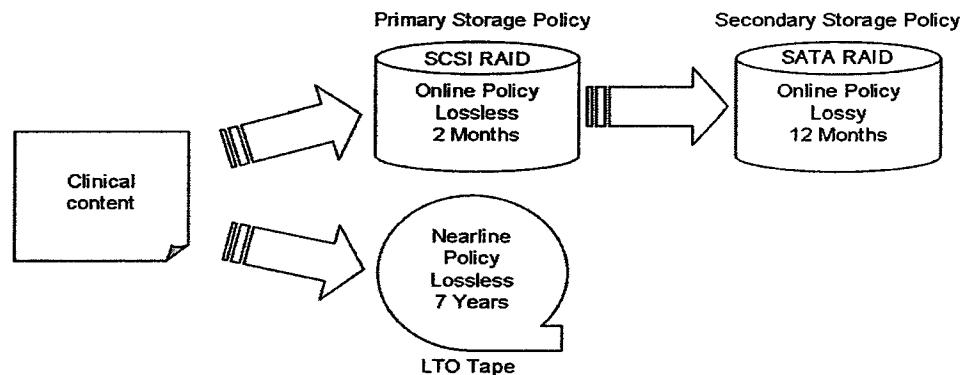 Primary Storage Policy
SCSI RAID
Online Policy
Lossless
2 Months
Secondary Storage Policy
SATA RAID
Online Policy
Lossy
12 Months
Clinical
content
Nearline
Policy
Lossless
7 Years
LTO Tape